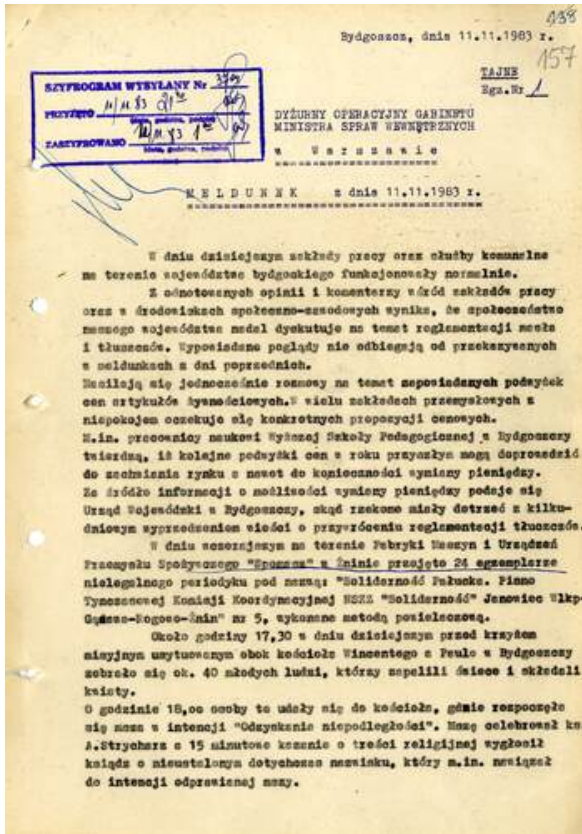 138
Bydgoszcz, dnia 11.11.1983 r.
157
TAJNE
Egz.Nr 1
SZYFROGRAM WYSYŁANY Nr
PRZYJĘTO 11/11 83 21
ZASZYFROWANO
DYŻURNY OPERACYJNY GABINETU
MINISTRA SPRAW WEWNĘTRZNYCH
w Warszawie
MELDUNEK z dnia 11.11.1983 r.
W dniu dzisiejszym zakłady pracy oraz służby komunalne
na terenie województwa bydgoskiego funkcjonowały normalnie.
Z odnotowanych opinii i komentarzy wśród zakładów pracy
oraz w środowiskach społeczno-zawodowych wynika, że społeczeństwo
naszego województwa nadal dyskutuje na temat reglamentacji masła
i tłuszczów. Wypowiadane poglądy nie odbiegają od przekazywanych
w meldunkach z dni poprzednich.
Nasilają się jednocześnie rozmowy na temat zapowiadanych podwyżek
cen artykułów żywnościowych.W wielu zakładach przemysłowych z
niepokojem oczekuje się konkretnych propozycji cenowych.
M.in. pracownicy naukowi Wyższej Szkoły Pedagogicznej w Bydgoszczy
twierdzą, iż kolejne podwyżki cen w roku przyszłym mogą doprowadzić
do zachwiania rynku a nawet do konieczności wymiany pieniędzy.
Za źródło informacji o możliwości wymiany pieniędzy podaje się
Urząd Wojewódzki w Bydgoszczy, skąd rzekomo miały dotrzeć z kilku-
dniowym wyprzedzeniem wieści o przywróceniu reglamentacji tłuszczów.
W dniu wczorajszym na terenie Fabryki Maszyn i Urządzeń
Przemysłu Spożywczego "Spomasz" w Żninie przejęto 24 egzemplarze
nielegalnego periodyku pod nazwą: "Solidarność Pałucka. Pismo
Tymczasowej Komisji Koordynacyjnej NSZZ "Solidarność" Janowiec Wlkp-
Gąsawa-Rogowo-Żnin" nr 5, wykonane metodą powielaczową.
Około godziny 17,30 w dniu dzisiejszym przed krzyżem
misyjnym usytuowanym obok kościoła Wincentego a Paulo w Bydgoszczy
zebrało się ok. 40 młodych ludzi, którzy zapalili świece i składali
kwiaty.
O godzinie 18,oo osoby te udały się do kościoła, gdzie rozpoczęła
się msza w intencji "Odzyskania niepodległości". Mszę celebrował ks
A.Strycharz a 15 minutowe kazanie o treści religijnej wygłosił
ksiądz o nieustalonym dotychczas nazwisku, który m.in. nawiązał
do intencji odprawianej mszy.